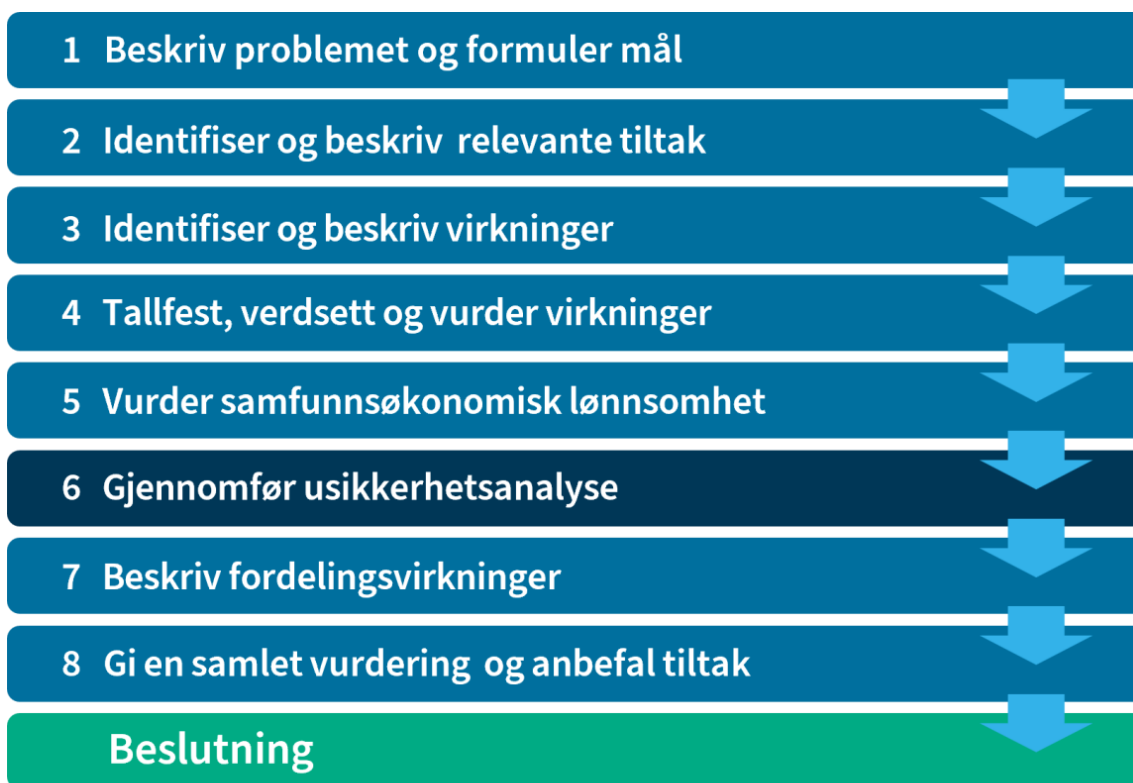 1 Beskriv problemet og formuler mål
2 Identifiser og beskriv relevante tiltak
3 Identifiser og beskriv virkninger
4 Tallfest, verdsett og vurder virkninger
5 Vurder samfunnsøkonomisk lønnsomhet
6 Gjennomfør usikkerhetsanalyse
7 Beskriv fordelingsvirkninger
8 Gi en samlet vurdering og anbefal tiltak
Beslutning